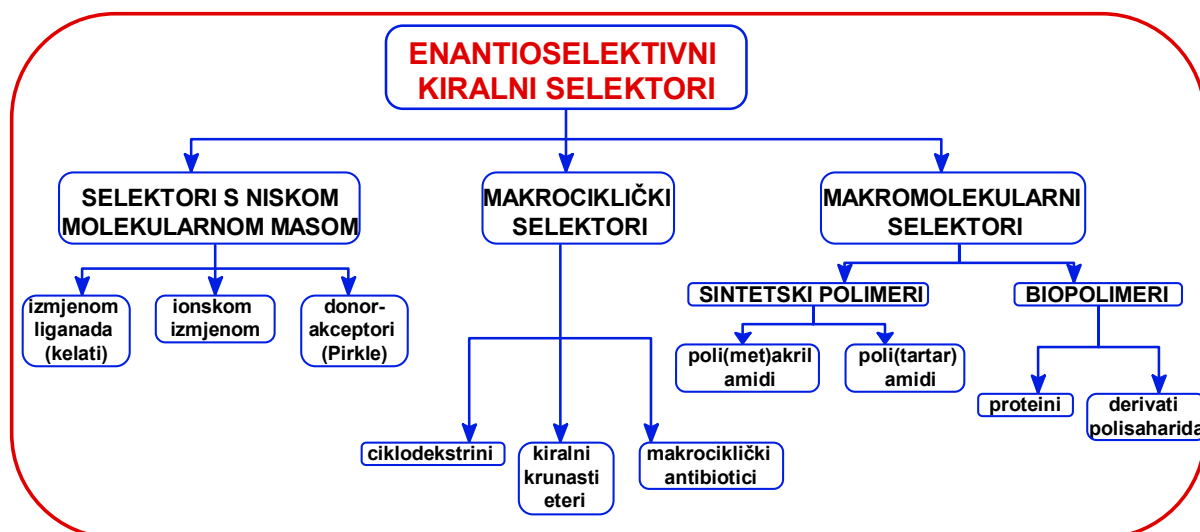 ENANTIOSELEKTIVNI
KIRALNI SELEKTORI
SELEKTORI S NISKOM
MOLEKULARNOM MASOM
MAKROCIKLIČKI
SELEKTORI
MAKROMOLEKULARNI
SELEKTORI
izmjenom
liganada
(kelati)
ionskom
izmjenom
donor-
akceptori
(Pirkle)
SINTETSKI POLIMERI
BIOPOLIMERI
poli(met)akril
amidi
poli(tartar)
amidi
proteini
derivati
polisaharida
ciklodekstrini
kiralni
krunasti
eteri
makrociklički
antibiotici